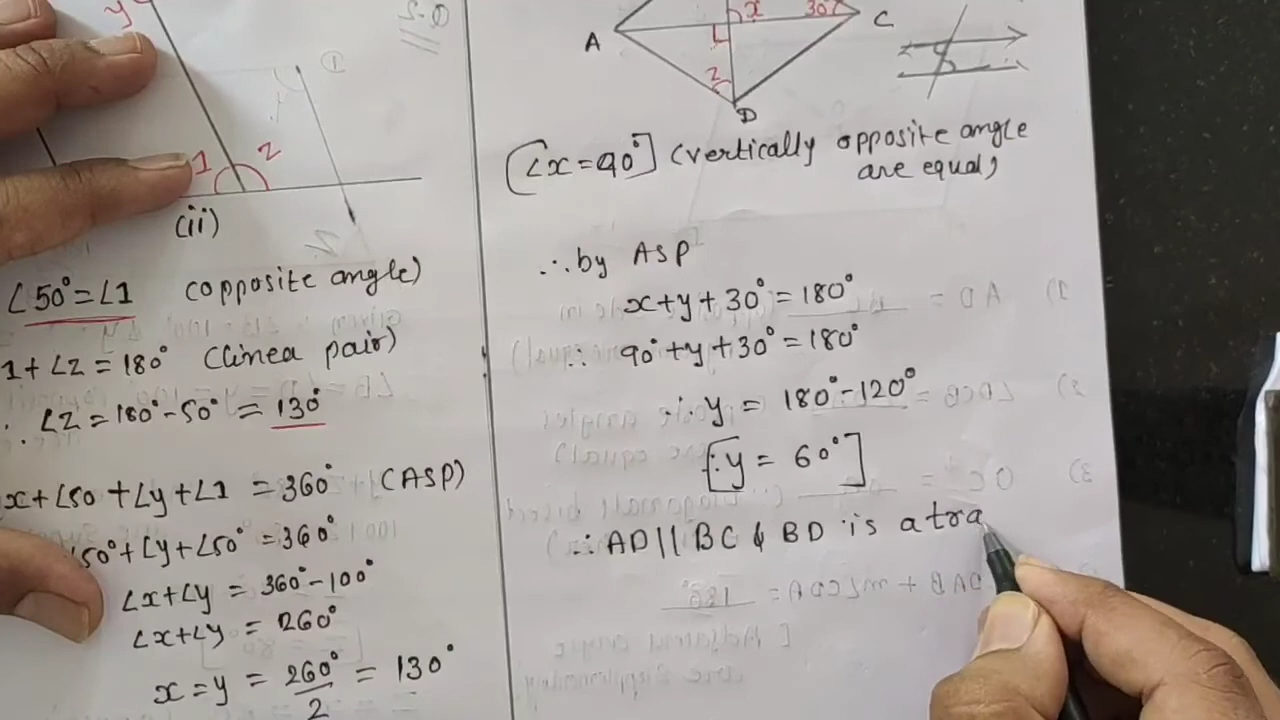 y
1 2
(ii)
∠50° = ∠1 (opposite angle)
1 + ∠2 = 180° (Linea pair)
∴ ∠2 = 180° - 50° = 130°
x + ∠50 + ∠y + ∠1 = 360° (ASP)
50° + ∠y + ∠50° = 360°
∠x + ∠y = 360° - 100°
∠x + ∠y = 260°
x = y = 260°/2 = 130°
x 30°
A C
z
D
[∠x = 90°] (vertically opposite angle
are equal)
∴ by ASP
x + y + 30° = 180°
∴ 90° + y + 30° = 180°
∴ y = 180° - 120°
[∴ y = 60°]
∴ AD || BC & BD is a tra